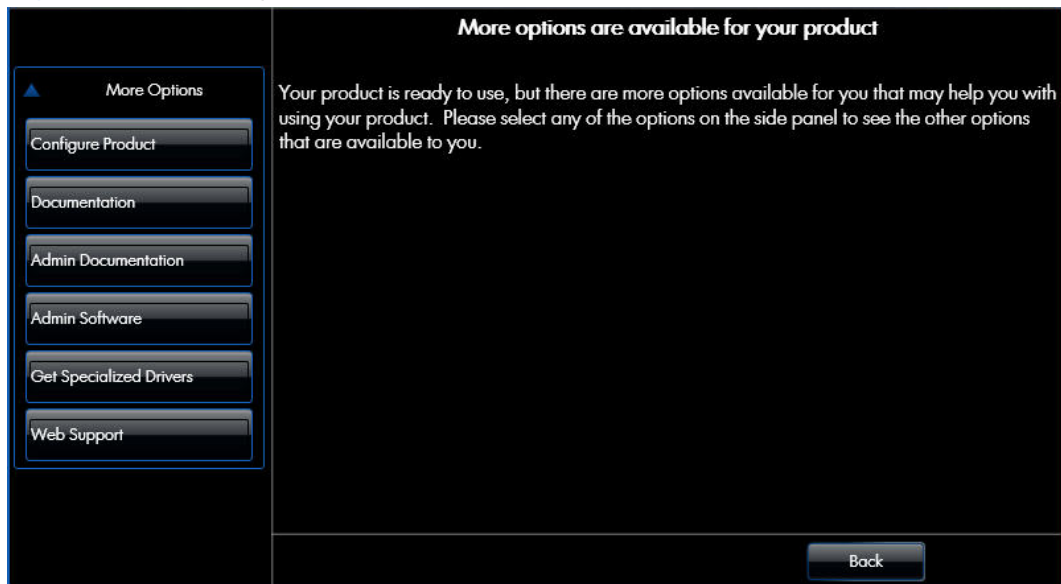 More options are available for your product
More Options
Configure Product
Documentation
Admin Documentation
Admin Software
Get Specialized Drivers
Web Support
Your product is ready to use, but there are more options available for you that may help you with
using your product. Please select any of the options on the side panel to see the other options
that are available to you.
Back